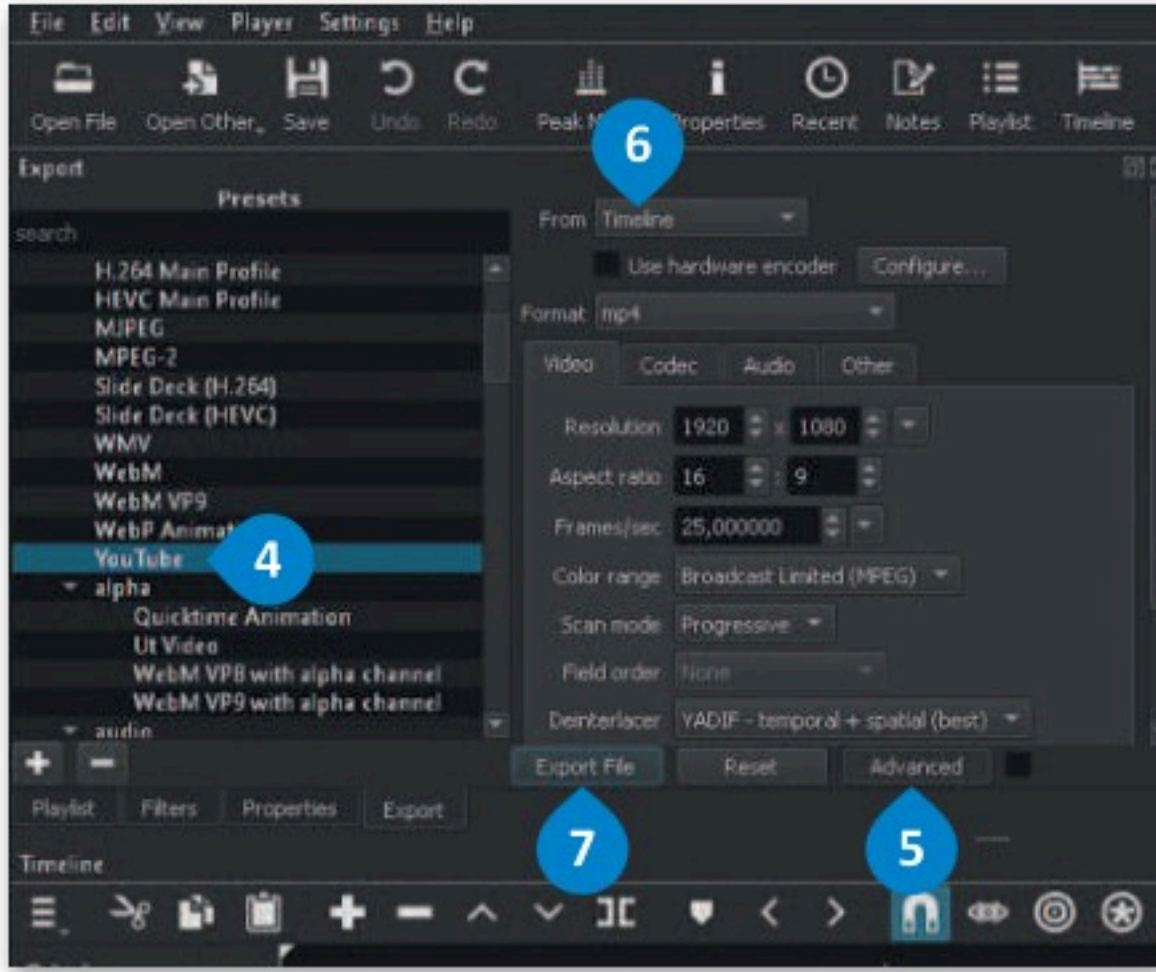 File Edit View Player Settings Help
Open File Open Other Save Undo Redo Peak M Properties Recent Notes Playlist Timeline
6
Export
Presets
search
From Timeline
H.264 Main Profile
Use hardware encoder Configure...
HEVC Main Profile
Format mp4
MJPEG
MPEG-2
Video Codec Audio Other
Slide Deck (H.264)
Slide Deck (HEVC)
Resolution 1920 x 1080
WMV
WebM
Aspect ratio 16 : 9
WebM VP9
WebP Animat
Frames/sec 25,000000
YouTube
4
alpha
Color range Broadcast Limited (MPEG)
Quicktime Animation
Scan mode Progressive
Ut Video
WebM VP8 with alpha channel
Field order None
WebM VP9 with alpha channel
Deinterlacer YADIF - temporal + spatial (best)
audio
Export File Reset Advanced
Playlist Filters Properties Export
7
5
Timeline